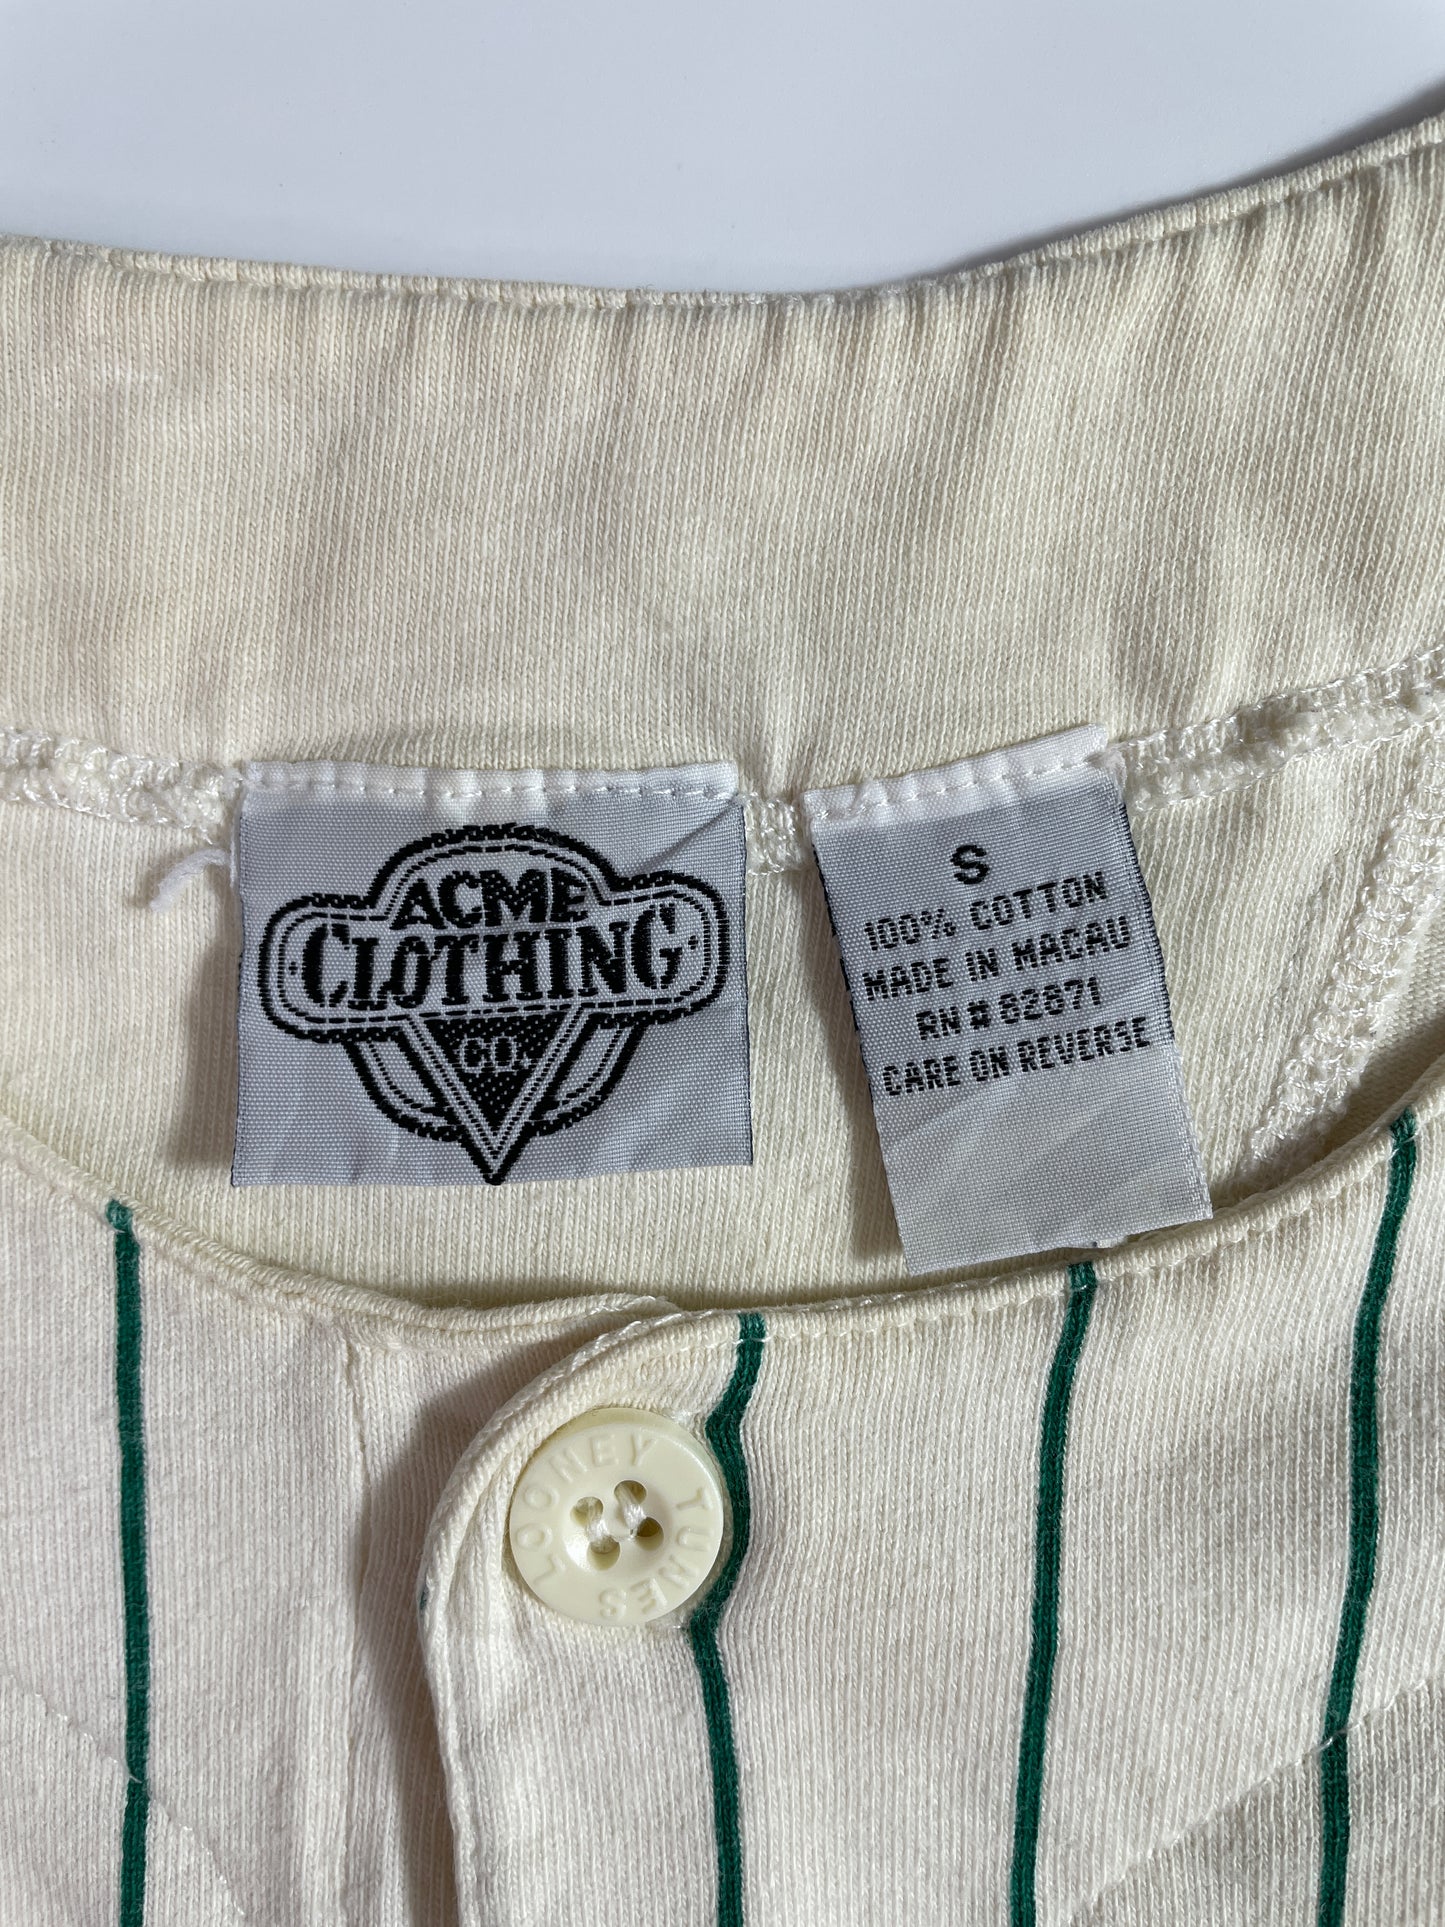 ACME
CLOTHING
CO.
S
100% COTTON
MADE IN MACAU
RN # 82871
CARE ON REVERSE
LOONEY TUNES